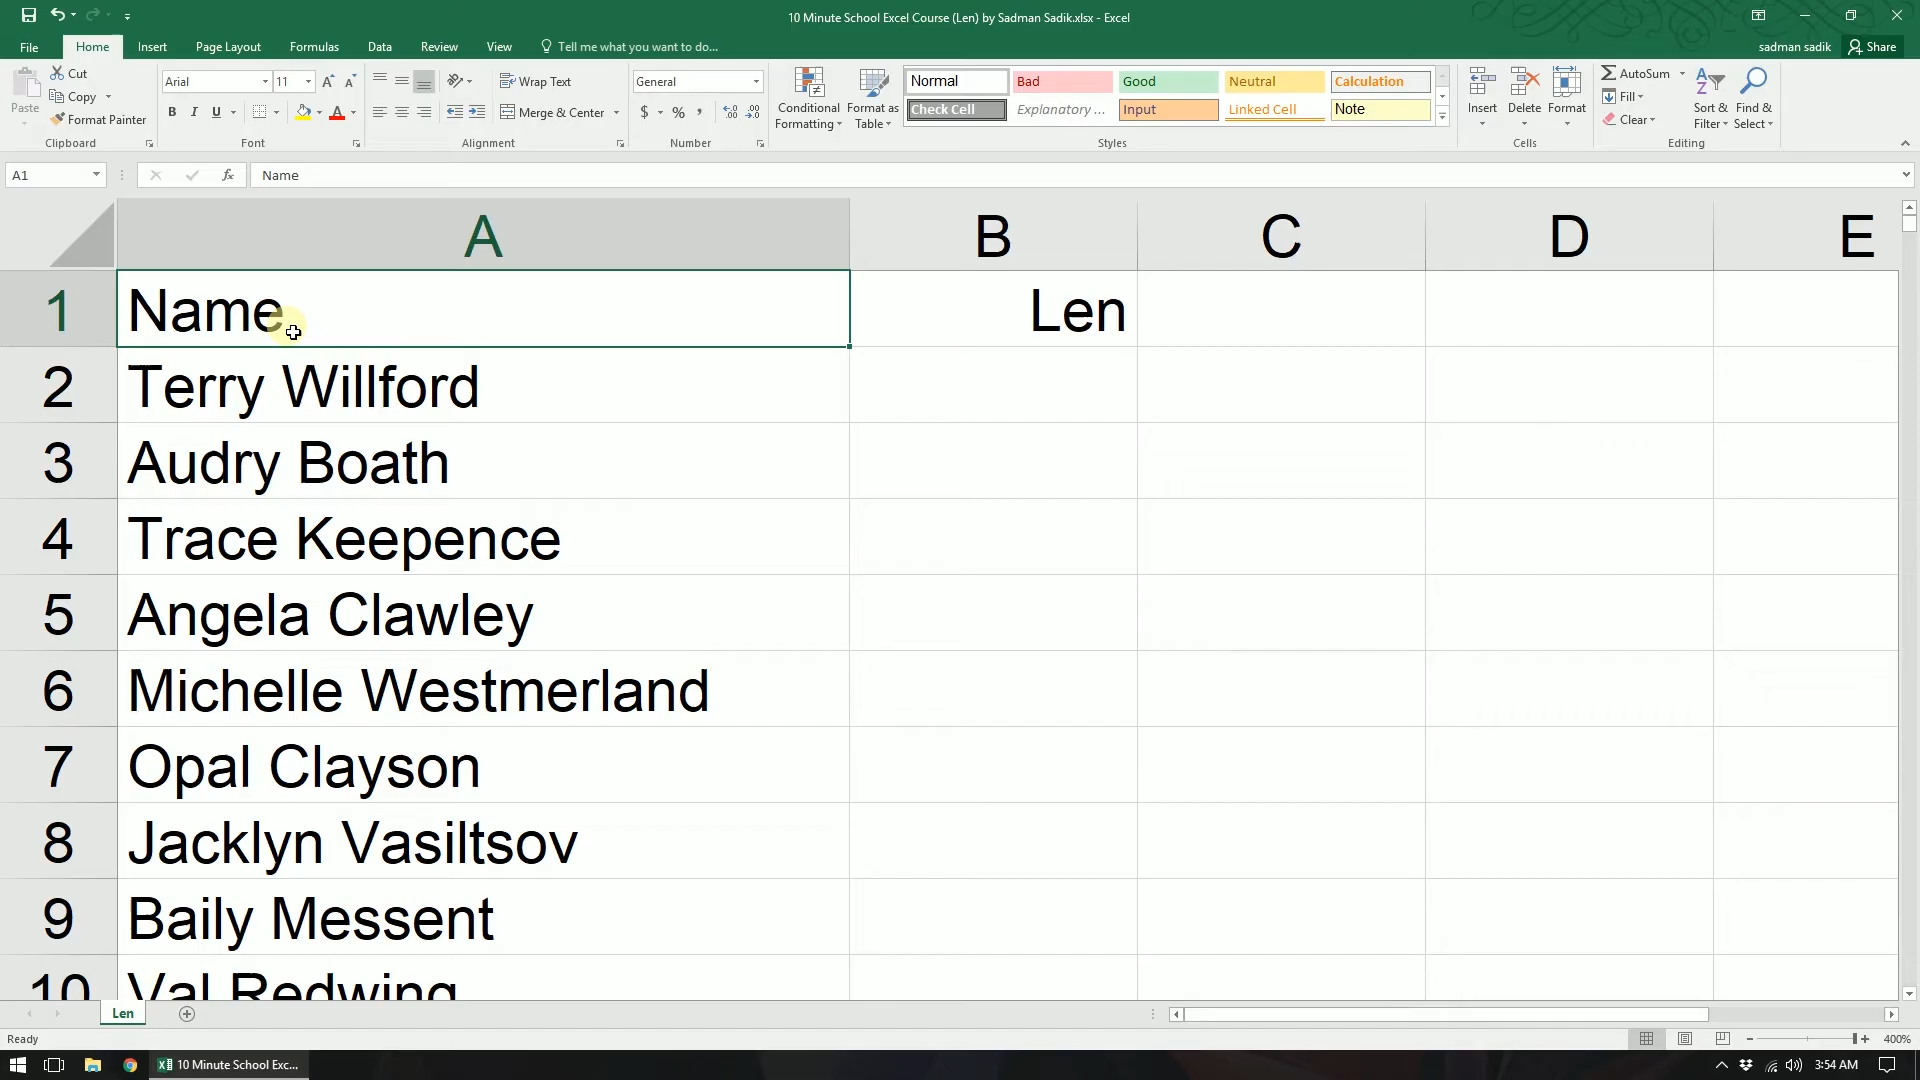 10 Minute School Excel Course (Len) by Sadman Sadik.xlsx - Excel
File Home Insert Page Layout Formulas Data Review View Tell me what you want to do... sadman sadik Share
Paste
Cut
Copy
Format Painter
Clipboard
Arial 11
B I U A
Font
Wrap Text
Merge & Center
Alignment
General
$ % ,
Number
Conditional Formatting
Format as Table
Normal Bad Good Neutral Calculation
Check Cell Explanatory ... Input Linked Cell Note
Styles
Insert Delete Format
Cells
AutoSum
Fill
Clear
Sort & Filter
Find & Select
Editing
A1 fx Name
A B C D E
1 Name Len
2 Terry Willford
3 Audry Boath
4 Trace Keepence
5 Angela Clawley
6 Michelle Westmerland
7 Opal Clayson
8 Jacklyn Vasiltsov
9 Baily Messent
10 Val Redwing
Len
Ready 400%
10 Minute School Exc... 3:54 AM